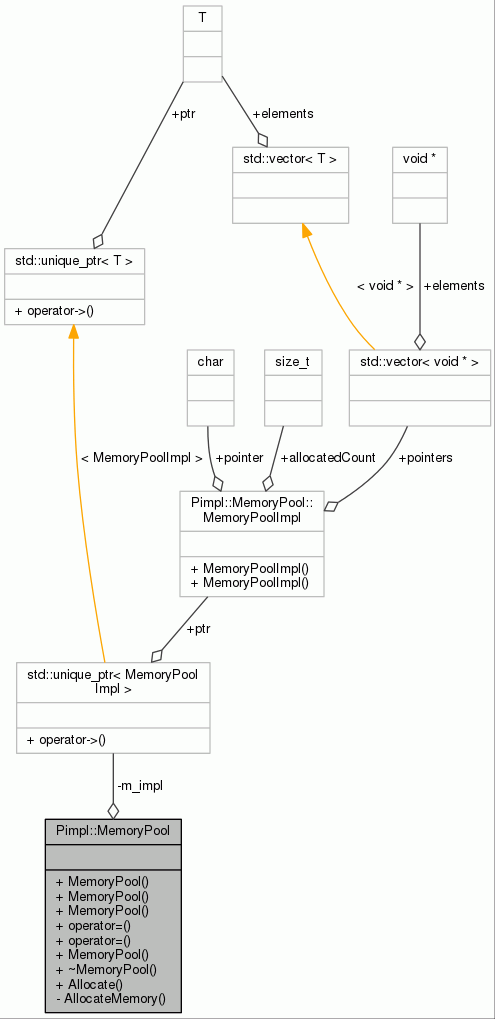 T
+ptr
+elements
std::vector< T >
void *
std::unique_ptr< T >
+ operator->()
< void * >
+elements
char
size_t
std::vector< void * >
< MemoryPoolImpl >
+pointer
+allocatedCount
+pointers
Pimpl::MemoryPool::
MemoryPoolImpl
+ MemoryPoolImpl()
+ MemoryPoolImpl()
+ptr
std::unique_ptr< MemoryPool
Impl >
+ operator->()
-m_impl
Pimpl::MemoryPool
+ MemoryPool()
+ MemoryPool()
+ MemoryPool()
+ operator=()
+ operator=()
+ MemoryPool()
+ ~MemoryPool()
+ Allocate()
- AllocateMemory()